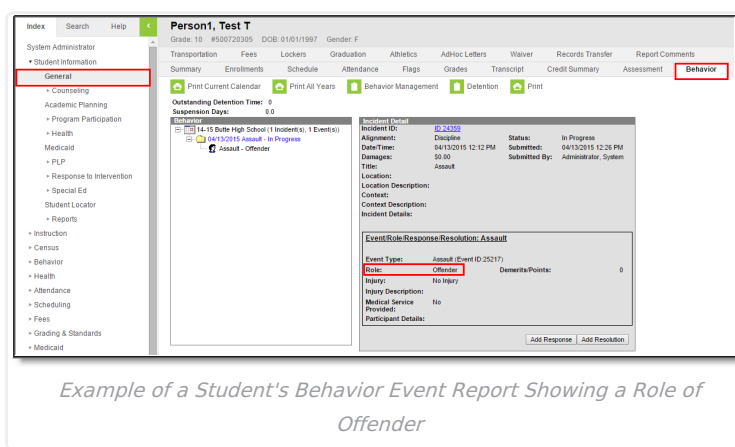 Index Search Help
System Administrator
Student Information
General
Counseling
Academic Planning
Program Participation
Health
Medicaid
PLP
Response to Intervention
Special Ed
Student Locator
Reports
Instruction
Census
Behavior
Health
Attendance
Scheduling
Fees
Grading & Standards
Medicaid
Person1, Test T
Grade: 10 #500720305 DOB: 01/01/1997 Gender: F
Transportation Fees Lockers Graduation Athletics AdHoc Letters Waiver Records Transfer Report Comments
Summary Enrollments Schedule Attendance Flags Grades Transcript Credit Summary Assessment Behavior
Print Current Calendar Print All Years Behavior Management Detention Print
Outstanding Detention Time: 0
Suspension Days: 0.0
Behavior
14-15 Butte High School (1 Incident(s), 1 Event(s))
04/13/2015 Assault - In Progress
Assault - Offender
Incident Detail
Incident ID: ID 24359
Alignment: Discipline Status: In Progress
Date/Time: 04/13/2015 12:12 PM Submitted: 04/13/2015 12:26 PM
Damages: $0.00 Submitted By: Administrator, System
Title: Assault
Location:
Location Description:
Context:
Context Description:
Incident Details:
Event/Role/Response/Resolution: Assault
Event Type: Assault (Event ID:25217)
Role: Offender Demerits/Points: 0
Injury: No Injury
Injury Description:
Medical Service No
Provided:
Participant Details:
Add Response Add Resolution
Example of a Student's Behavior Event Report Showing a Role of
Offender